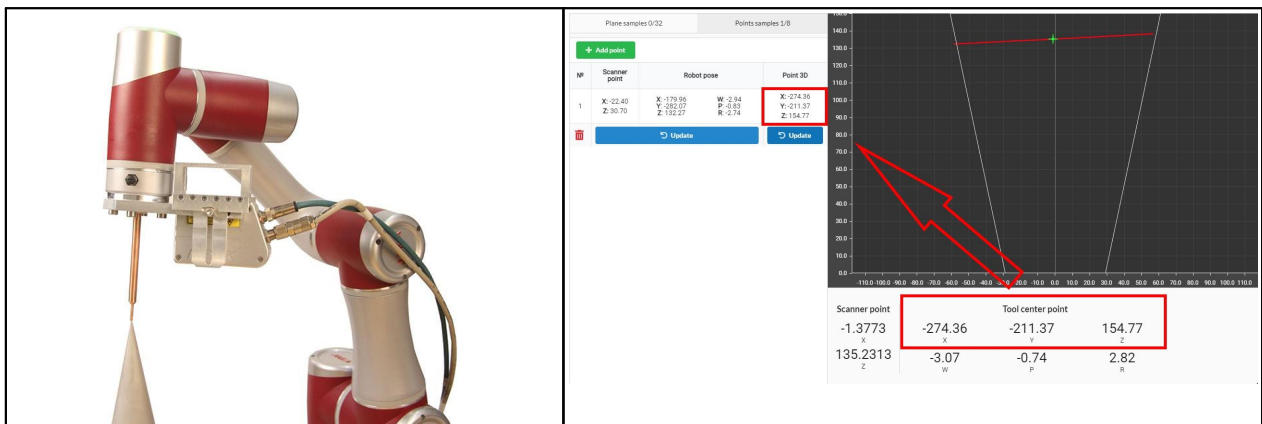 Plane samples 0/32 Points samples 1/8
+ Add point
Nº Scanner point Robot pose Point 3D
1 X: -22.40 X: -179.96 W: -2.94 X: -274.36
Z: 30.70 Y: -282.07 P: -0.83 Y: -211.37
Z: 132.27 R: -2.74 Z: 154.77
Update Update
150.0
140.0
130.0
120.0
110.0
100.0
90.0
80.0
70.0
60.0
50.0
40.0
30.0
20.0
10.0
0.0
-110.0 -100.0 -90.0 -80.0 -70.0 -60.0 -50.0 -40.0 -30.0 -20.0 -10.0 0.0 10.0 20.0 30.0 40.0 50.0 60.0 70.0 80.0 90.0 100.0 110.0
Scanner point Tool center point
-1.3773 -274.36 -211.37 154.77
X X Y Z
135.2313 -3.07 -0.74 2.82
Z W P R